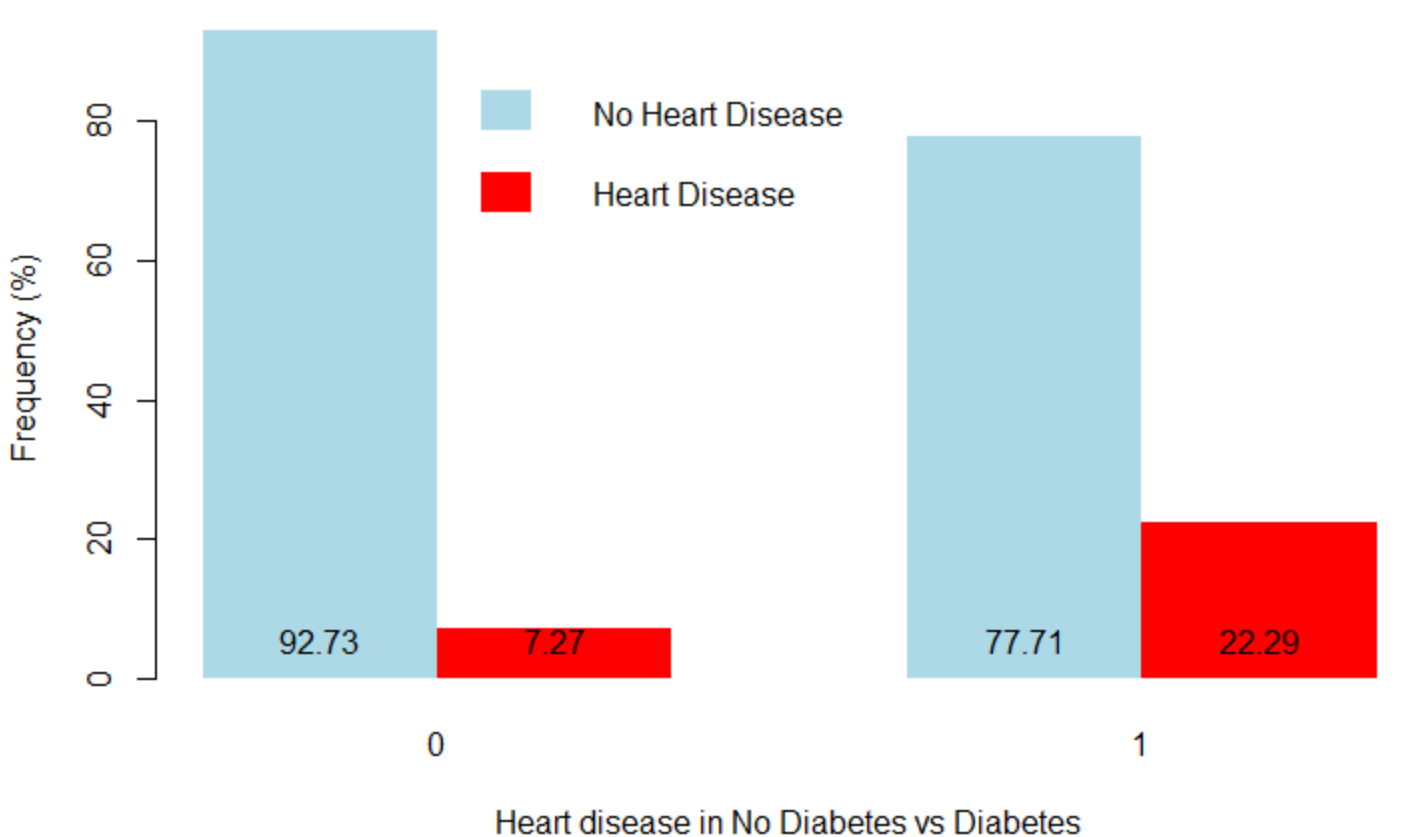 Frequency (%)
80
60
40
20
0
No Heart Disease
Heart Disease
92.73
7.27
77.71
22.29
0
1
Heart disease in No Diabetes vs Diabetes